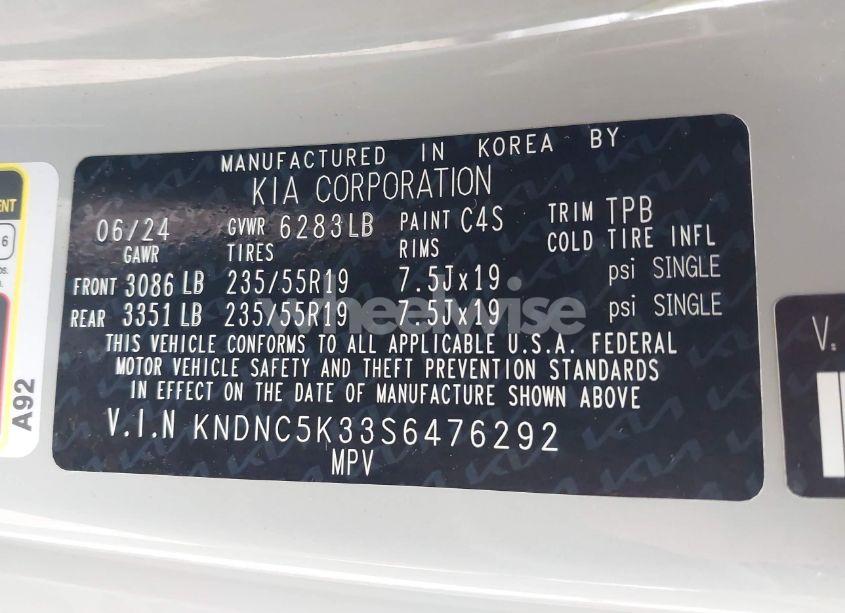 MANUFACTURED IN KOREA BY
KIA CORPORATION
06/24 GVWR 6283LB PAINT C4S TRIM TPB
GAWR TIRES RIMS COLD TIRE INFL
FRONT 3086 LB 235/55R19 7.5Jx19 psi SINGLE
REAR 3351 LB 235/55R19 7.5Jx19 psi SINGLE
wheelwise
THIS VEHICLE CONFORMS TO ALL APPLICABLE U.S.A. FEDERAL
MOTOR VEHICLE SAFETY AND THEFT PREVENTION STANDARDS
IN EFFECT ON THE DATE OF MANUFACTURE SHOWN ABOVE
V.I.N KNDNC5K33S6476292
MPV
A92
V.
6